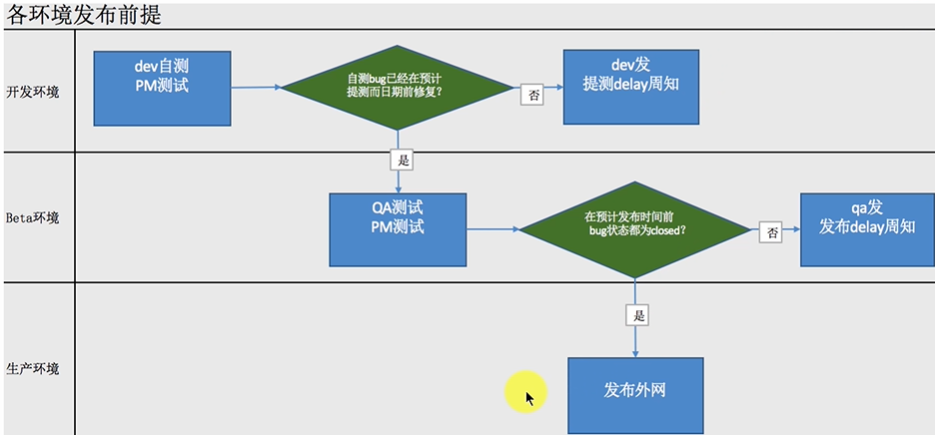 各环境发布前提
开发环境
dev自测
PM测试
自测bug已经在预计
提测而日期前修复？
否
dev发
提测delay周知
是
Beta环境
QA测试
PM测试
在预计发布时间前
bug状态都为closed？
否
qa发
发布delay周知
是
生产环境
发布外网